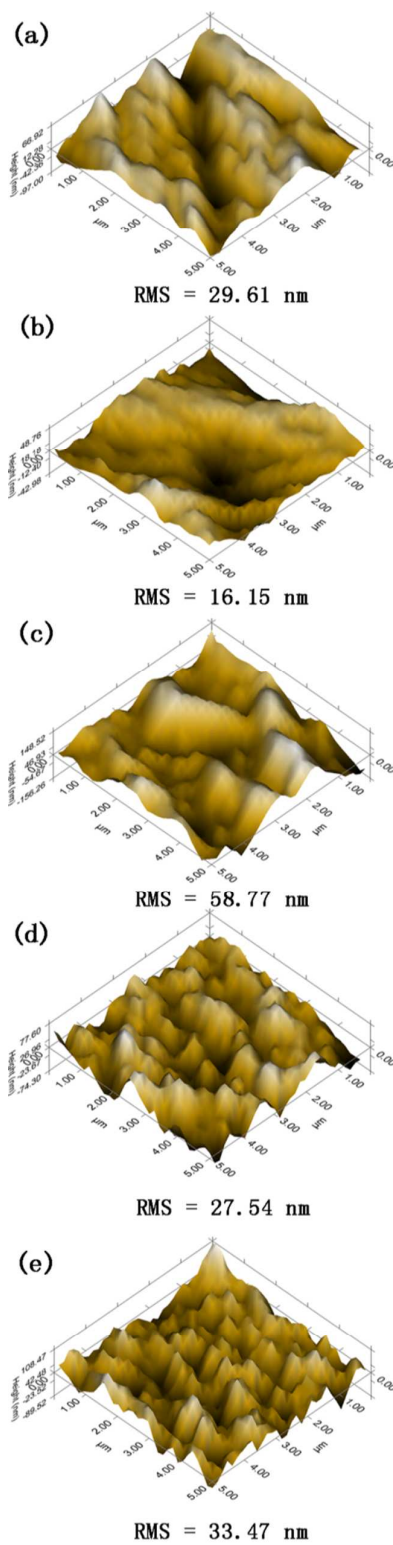 (a)
66.92
-97.00
Height (nm)
1.00
2.00
3.00
4.00
5.00
µm
0.00
1.00
2.00
3.00
4.00
5.00
µm
RMS = 29.61 nm
(b)
48.76
-42.98
Height (nm)
1.00
2.00
3.00
4.00
5.00
µm
0.00
1.00
2.00
3.00
4.00
5.00
µm
RMS = 16.15 nm
(c)
148.52
-156.26
Height (nm)
1.00
2.00
3.00
4.00
5.00
µm
0.00
1.00
2.00
3.00
4.00
5.00
µm
RMS = 58.77 nm
(d)
77.60
-74.30
Height (nm)
1.00
2.00
3.00
4.00
5.00
µm
0.00
1.00
2.00
3.00
4.00
5.00
µm
RMS = 27.54 nm
(e)
108.47
-89.52
Height (nm)
1.00
2.00
3.00
4.00
5.00
µm
0.00
1.00
2.00
3.00
4.00
5.00
µm
RMS = 33.47 nm